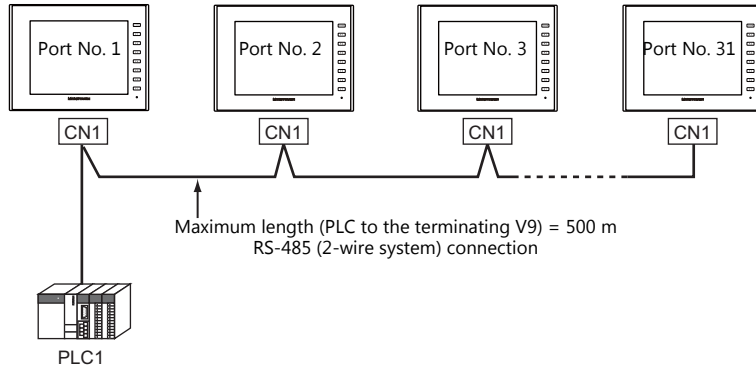 Port No. 1
Port No. 2
Port No. 3
Port No. 31
CN1
CN1
CN1
CN1
Maximum length (PLC to the terminating V9) = 500 m
RS-485 (2-wire system) connection
PLC1